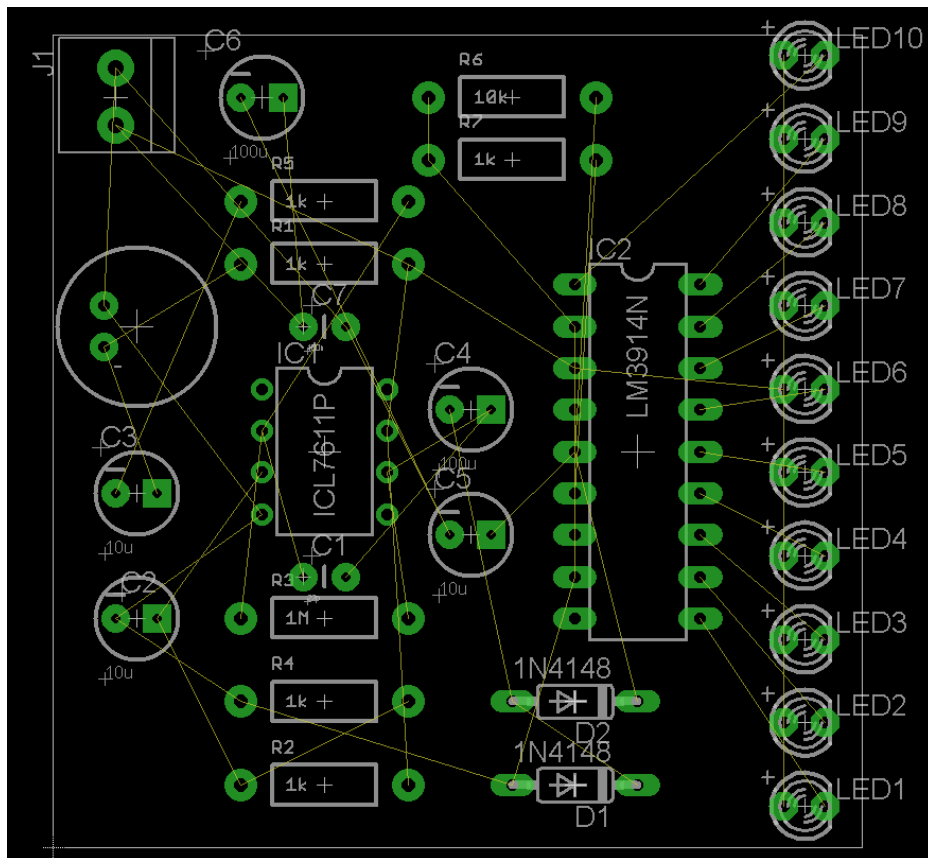 C6
LED10
J1
R6
10k
R7
1k
100u
LED9
R5
1k
LED8
R1
1k
IC2
C7
LM3914N
LED7
IC1
C4
LED6
ICL7611P
C3
100u
C5
LED5
10u
C1
LED4
C2
R3
1M
10u
LED3
10u
R4
1k
1N4148
D2
LED2
R2
1k
1N4148
D1
LED1